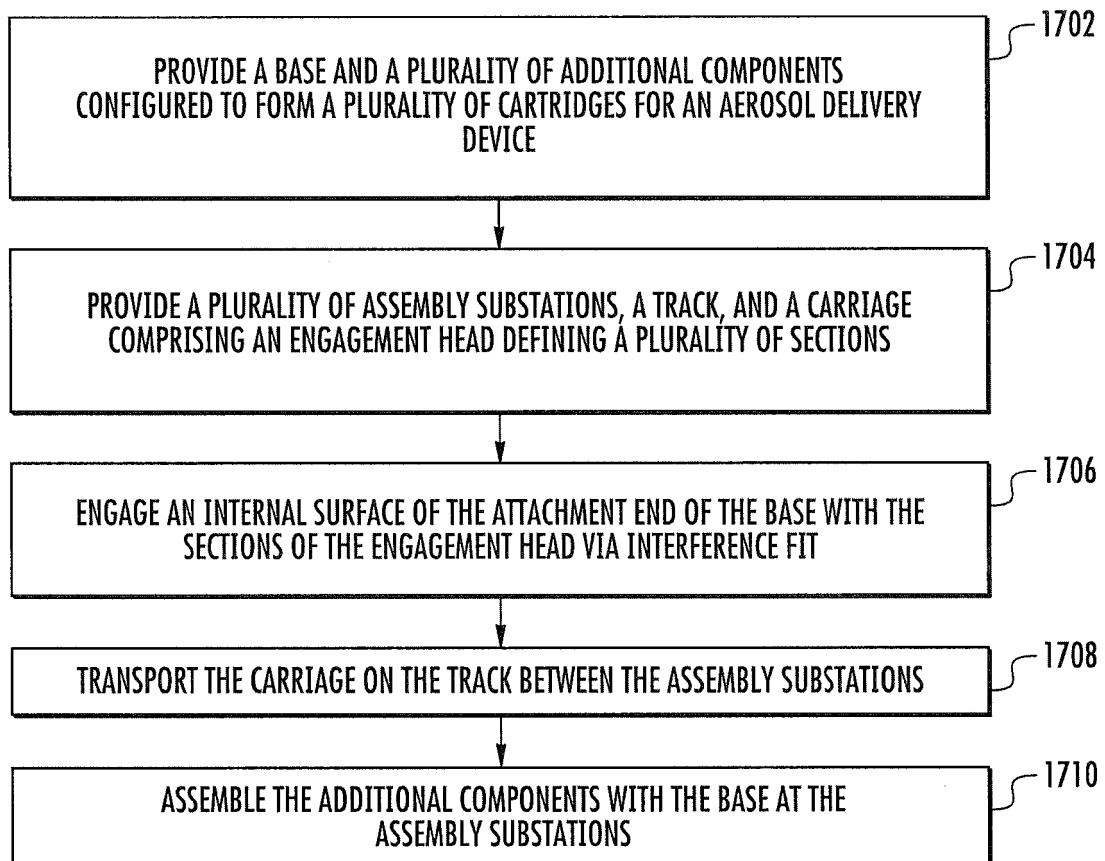 1702
PROVIDE A BASE AND A PLURALITY OF ADDITIONAL COMPONENTS
CONFIGURED TO FORM A PLURALITY OF CARTRIDGES FOR AN AEROSOL DELIVERY
DEVICE
1704
PROVIDE A PLURALITY OF ASSEMBLY SUBSTATIONS, A TRACK, AND A CARRIAGE
COMPRISING AN ENGAGEMENT HEAD DEFINING A PLURALITY OF SECTIONS
1706
ENGAGE AN INTERNAL SURFACE OF THE ATTACHMENT END OF THE BASE WITH THE
SECTIONS OF THE ENGAGEMENT HEAD VIA INTERFERENCE FIT
1708
TRANSPORT THE CARRIAGE ON THE TRACK BETWEEN THE ASSEMBLY SUBSTATIONS
1710
ASSEMBLE THE ADDITIONAL COMPONENTS WITH THE BASE AT THE
ASSEMBLY SUBSTATIONS